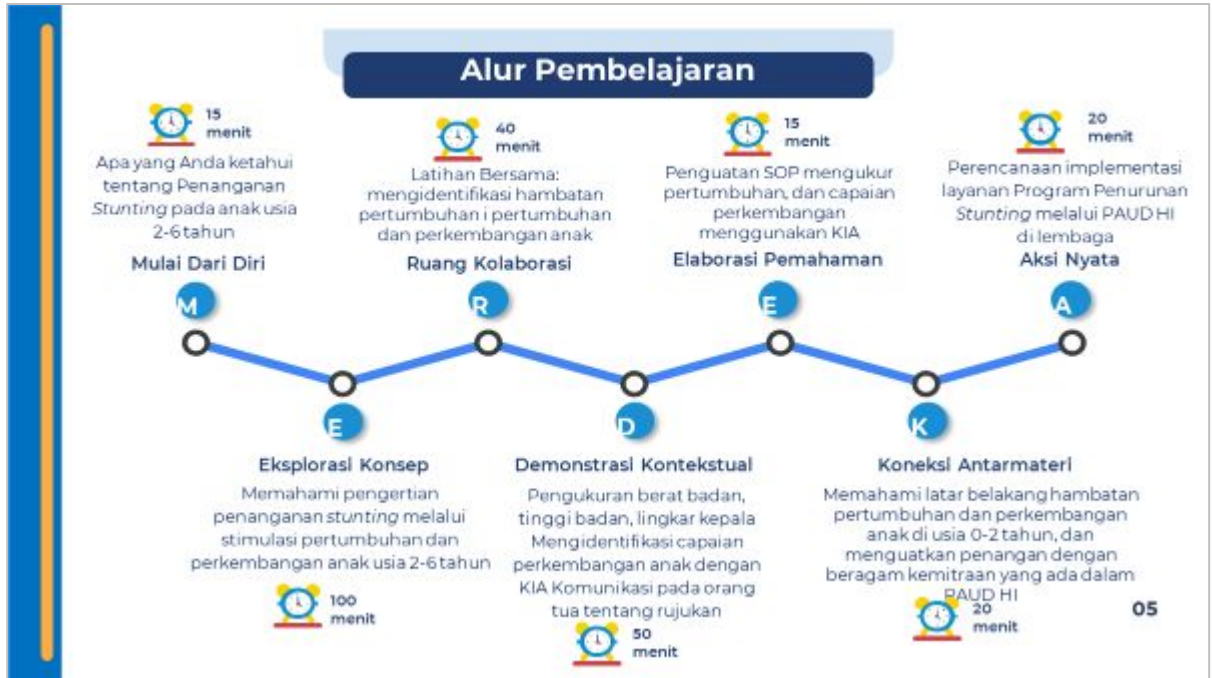 Alur Pembelajaran
15
menit
Apa yang Anda ketahui
tentang Penanganan
Stunting pada anak usia
2-6 tahun
Mulai Dari Diri
M
Eksplorasi Konsep
E
Memahami pengertian
penanganan stunting melalui
stimulasi pertumbuhan dan
perkembangan anak usia 2-6 tahun
100
menit
40
menit
Latihan Bersama:
mengidentifikasi hambatan
pertumbuhan i pertumbuhan
dan perkembangan anak
Ruang Kolaborasi
R
D
Demonstrasi Kontekstual
Pengukuran berat badan,
tinggi badan, lingkar kepala
Mengidentifikasi capaian
perkembangan anak dengan
KIA Komunikasi pada orang
tua tentang rujukan
50
menit
15
menit
Penguatan SOP mengukur
pertumbuhan, dan capaian
perkembangan
menggunakan KIA
Elaborasi Pemahaman
E
K
Koneksi Antarmateri
Memahami latar belakang hambatan
pertumbuhan dan perkembangan
anak di usia 0-2 tahun, dan
menguatkan penangan dengan
beragam kemitraan yang ada dalam
PAUD HI
20
menit
20
menit
Perencanaan implementasi
layanan Program Penurunan
Stunting melalui PAUD HI
di lembaga
Aksi Nyata
A
05